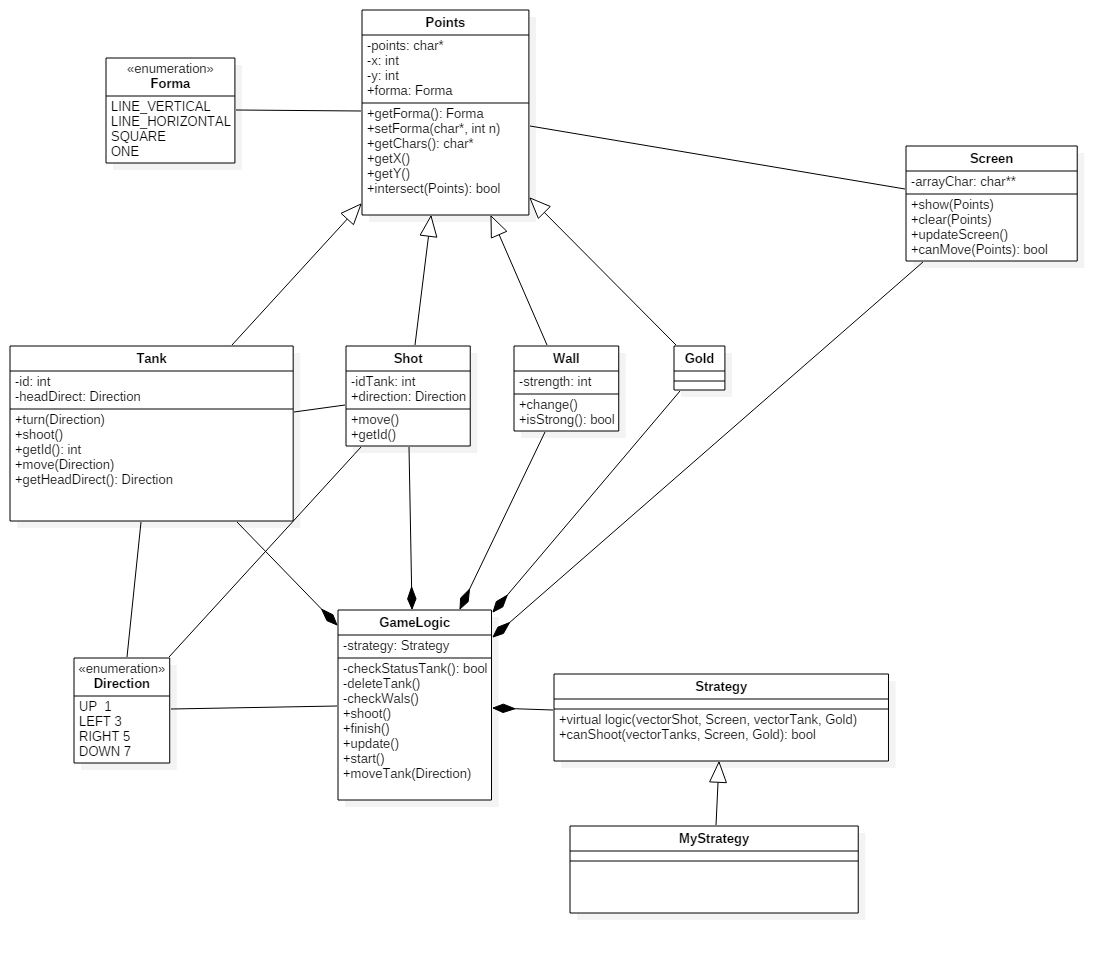 Points
-points: char*
-x: int
-y: int
+forma: Forma
+getForma(): Forma
+setForma(char*, int n)
+getChars(): char*
+getX()
+getY()
+intersect(Points): bool
«enumeration»
Forma
LINE_VERTICAL
LINE_HORIZONTAL
SQUARE
ONE
Screen
-arrayChar: char**
+show(Points)
+clear(Points)
+updateScreen()
+canMove(Points): bool
Tank
-id: int
-headDirect: Direction
+turn(Direction)
+shoot()
+getId(): int
+move(Direction)
+getHeadDirect(): Direction
Shot
-idTank: int
+direction: Direction
+move()
+getId()
Wall
-strength: int
+change()
+isStrong(): bool
Gold
GameLogic
-strategy: Strategy
-checkStatusTank(): bool
-deleteTank()
-checkWals()
+shoot()
+finish()
+update()
+start()
+moveTank(Direction)
«enumeration»
Direction
UP  1
LEFT 3
RIGHT 5
DOWN 7
Strategy
+virtual logic(vectorShot, Screen, vectorTank, Gold)
+canShoot(vectorTanks, Screen, Gold): bool
MyStrategy